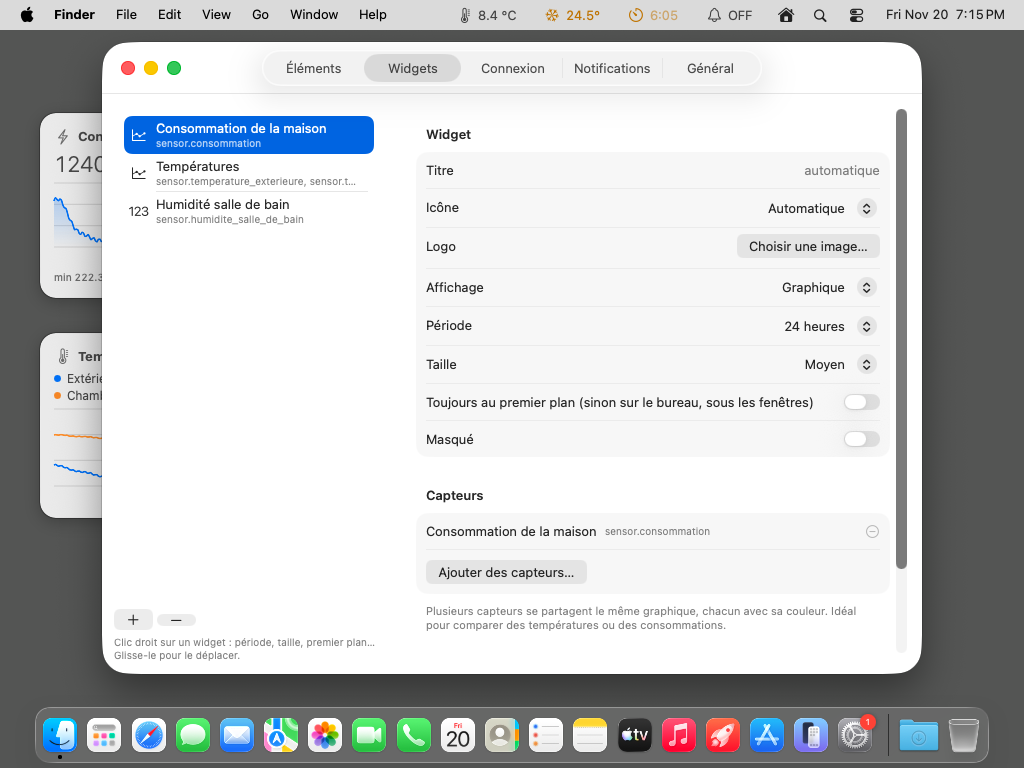 Finder File Edit View Go Window Help 8.4 °C 24.5° 6:05 OFF Fri Nov 20 7:15 PM
Éléments Widgets Connexion Notifications Général
Con
1240
min 222.3
Tem
Extérie
Cham
Consommation de la maison
sensor.consommation
Températures
sensor.temperature_exterieure, sensor.t...
123 Humidité salle de bain
sensor.humidite_salle_de_bain
+ −
Clic droit sur un widget : période, taille, premier plan...
Glisse-le pour le déplacer.
Widget
Titre automatique
Icône Automatique
Logo Choisir une image...
Affichage Graphique
Période 24 heures
Taille Moyen
Toujours au premier plan (sinon sur le bureau, sous les fenêtres)
Masqué
Capteurs
Consommation de la maison sensor.consommation
Ajouter des capteurs...
Plusieurs capteurs se partagent le même graphique, chacun avec sa couleur. Idéal
pour comparer des températures ou des consommations.
Fri
20
tv
1